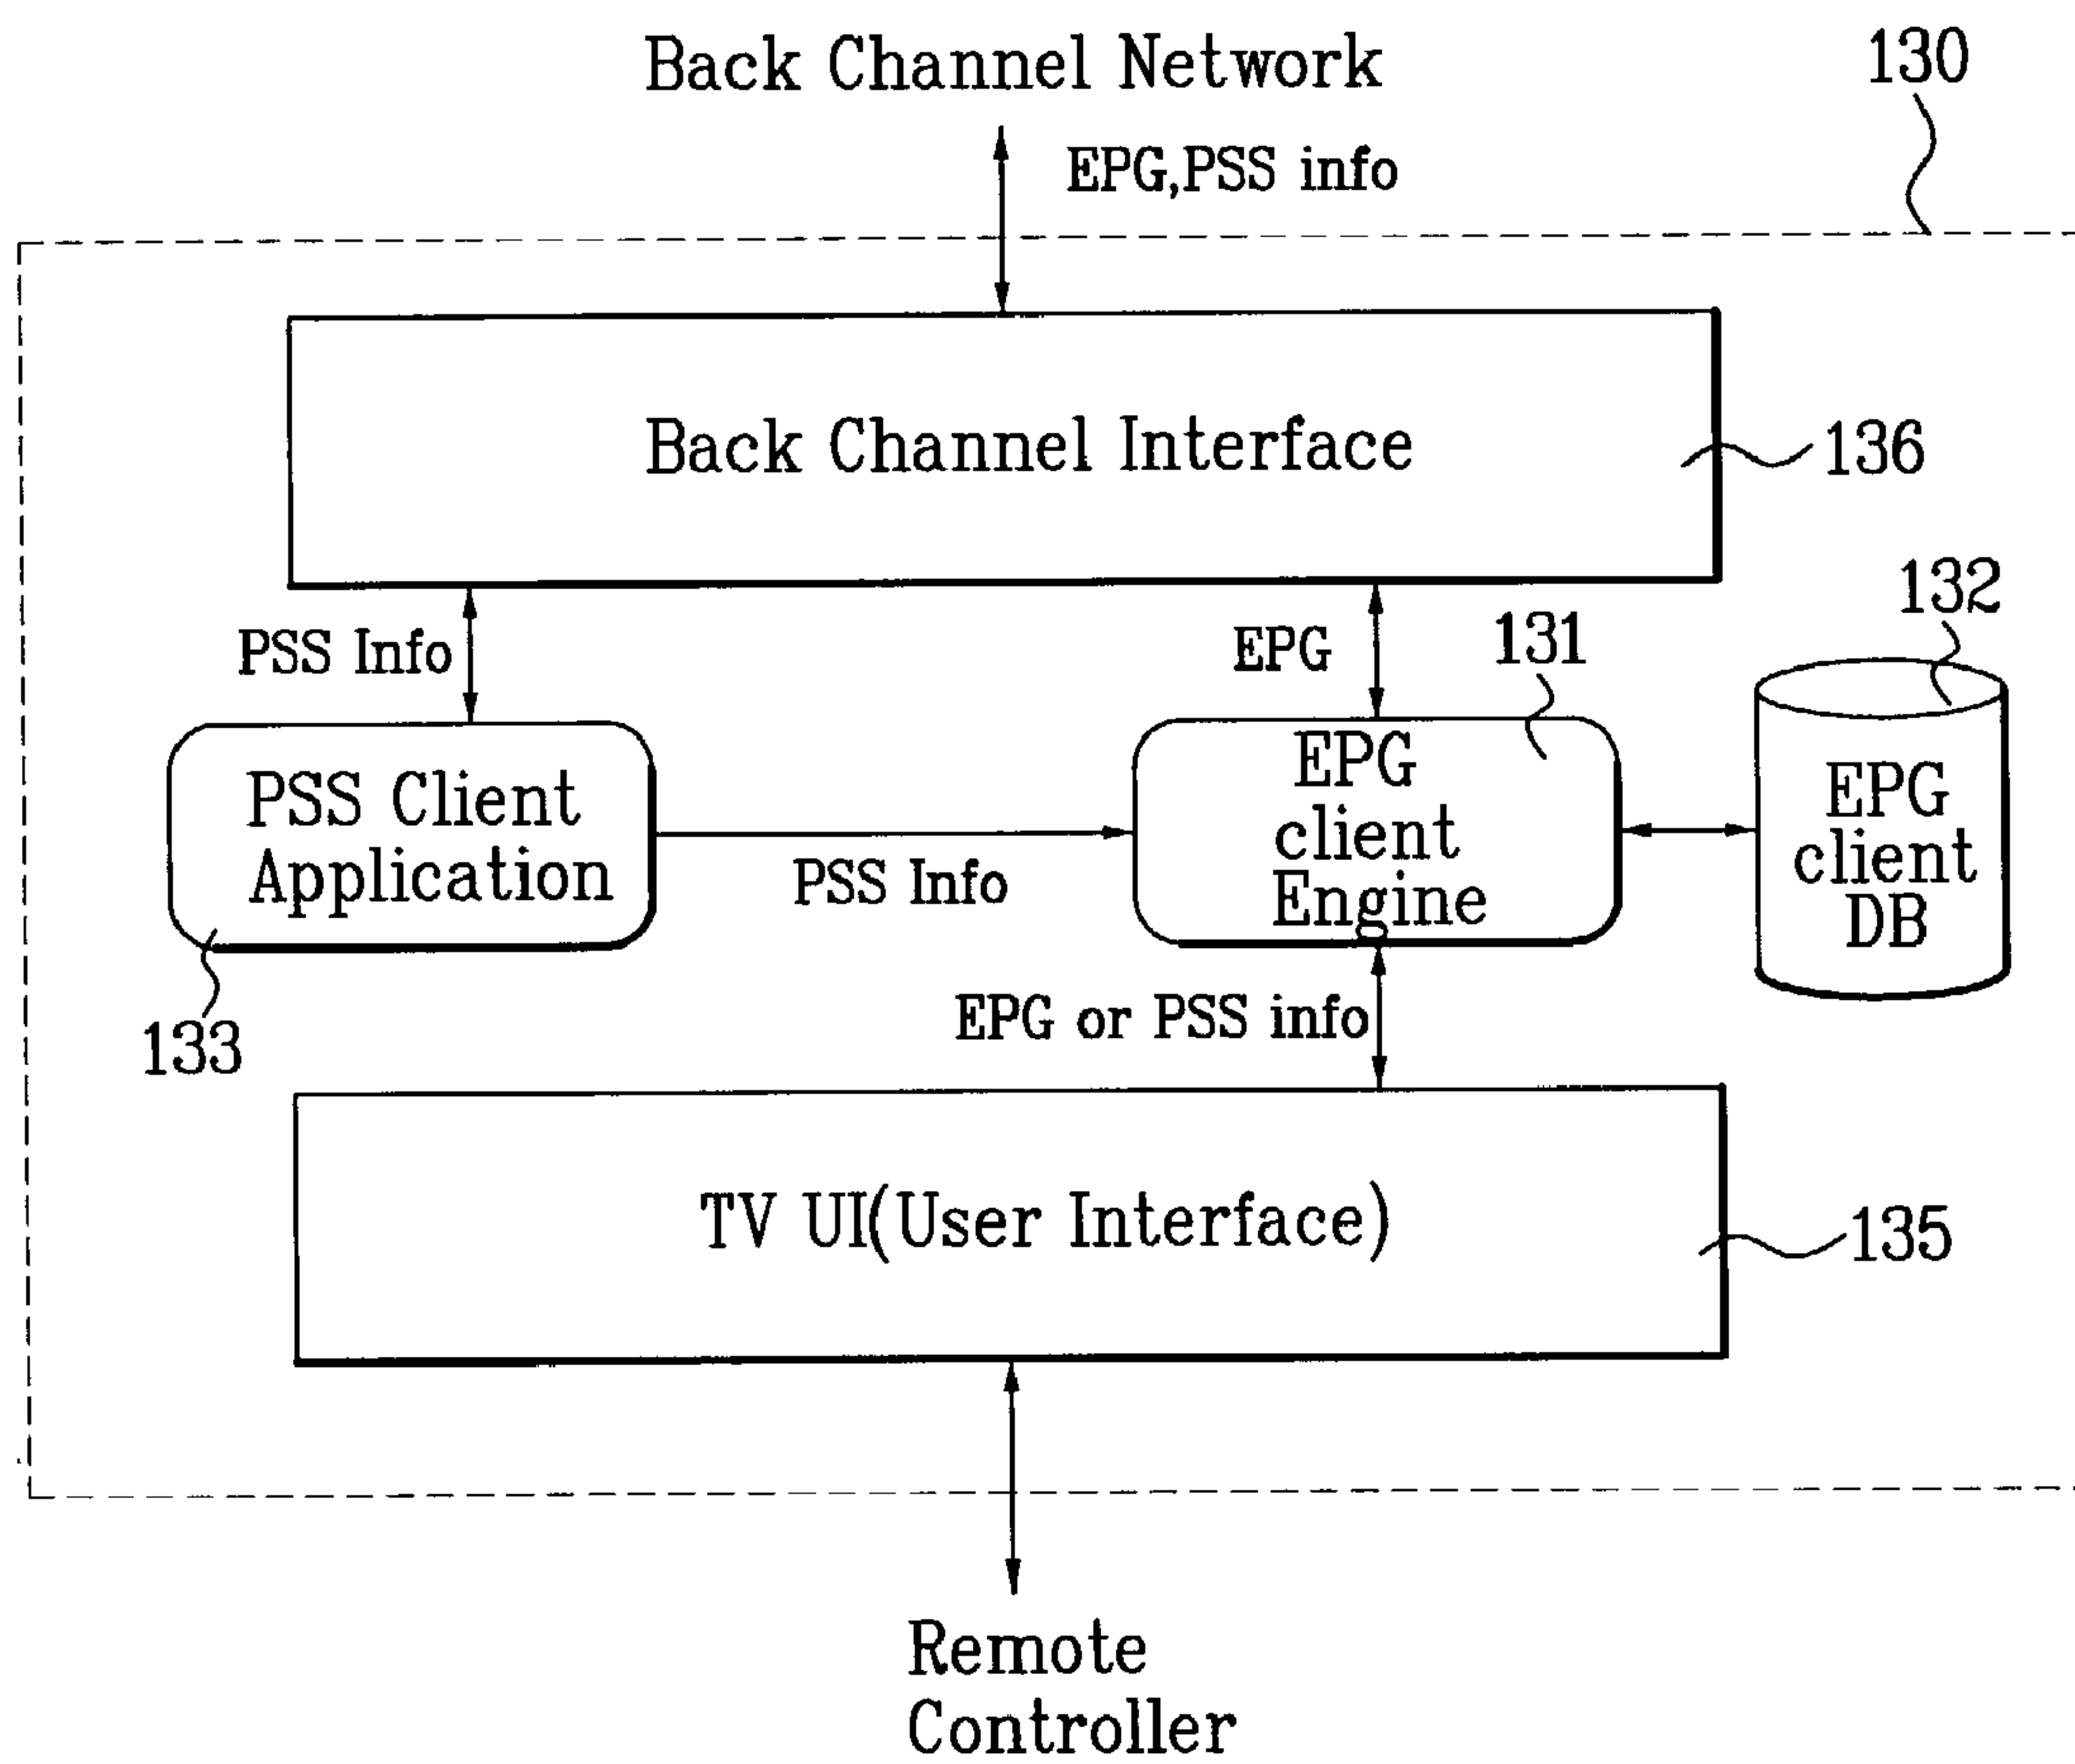 Back Channel Network
130
EPG,PSS info
Back Channel Interface
136
132
131
PSS Info
EPG
PSS Client
Application
EPG
client
Engine
EPG
client
DB
PSS Info
EPG or PSS info
133
TV UI(User Interface)
135
Remote
Controller